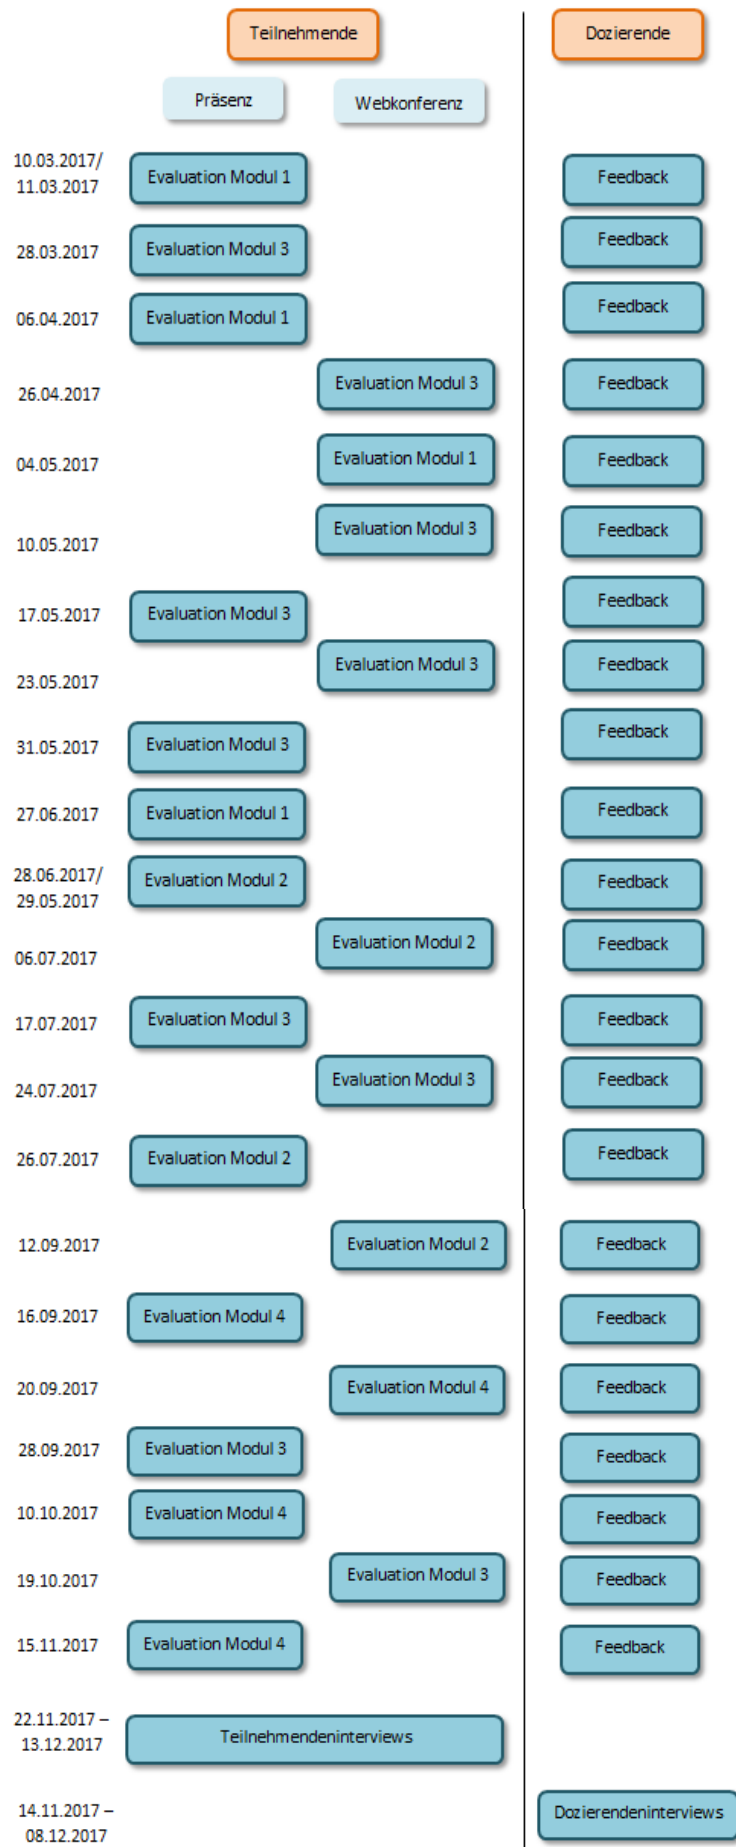 Teilnehmende
Dozierende
Präsenz
Webkonferenz
10.03.2017/
11.03.2017
Evaluation Modul 1
Feedback
28.03.2017
Evaluation Modul 3
Feedback
06.04.2017
Evaluation Modul 1
Feedback
26.04.2017
Evaluation Modul 3
Feedback
04.05.2017
Evaluation Modul 1
Feedback
10.05.2017
Evaluation Modul 3
Feedback
17.05.2017
Evaluation Modul 3
Feedback
23.05.2017
Evaluation Modul 3
Feedback
31.05.2017
Evaluation Modul 3
Feedback
27.06.2017
Evaluation Modul 1
Feedback
28.06.2017/
29.05.2017
Evaluation Modul 2
Feedback
06.07.2017
Evaluation Modul 2
Feedback
17.07.2017
Evaluation Modul 3
Feedback
24.07.2017
Evaluation Modul 3
Feedback
26.07.2017
Evaluation Modul 2
Feedback
12.09.2017
Evaluation Modul 2
Feedback
16.09.2017
Evaluation Modul 4
Feedback
20.09.2017
Evaluation Modul 4
Feedback
28.09.2017
Evaluation Modul 3
Feedback
10.10.2017
Evaluation Modul 4
Feedback
19.10.2017
Evaluation Modul 3
Feedback
15.11.2017
Evaluation Modul 4
Feedback
22.11.2017 –
13.12.2017
Teilnehmendeninterviews
14.11.2017 –
08.12.2017
Dozierendeninterviews